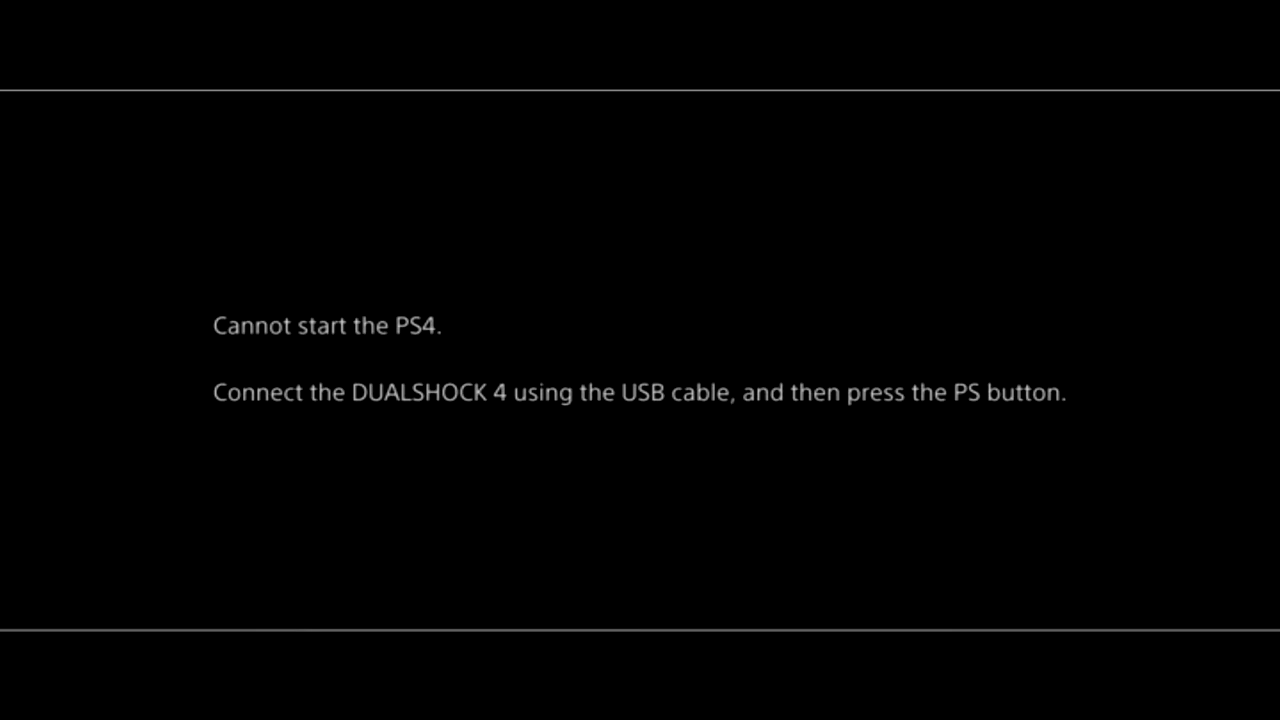 Cannot start the PS4.
Connect the DUALSHOCK 4 using the USB cable, and then press the PS button.